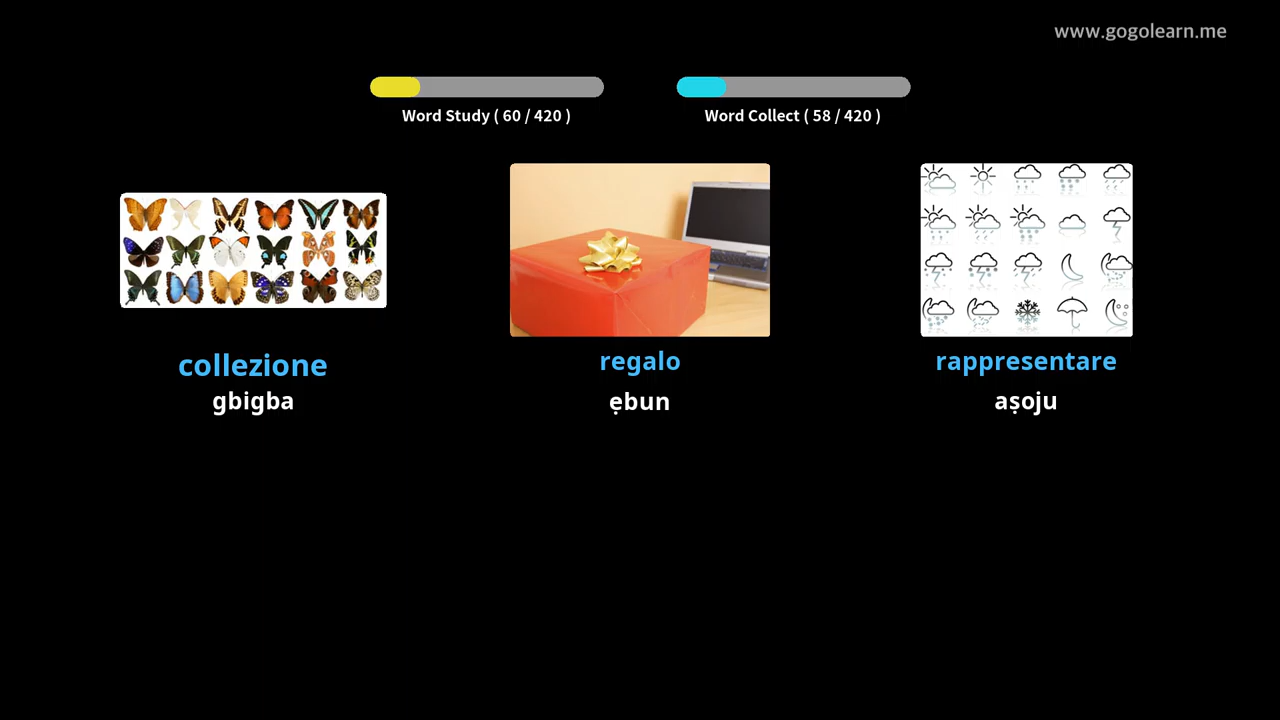 www.gogolearn.me
Word Study ( 60 / 420 )
Word Collect ( 58 / 420 )
collezione
gbigba
regalo
ẹbun
rappresentare
aṣoju